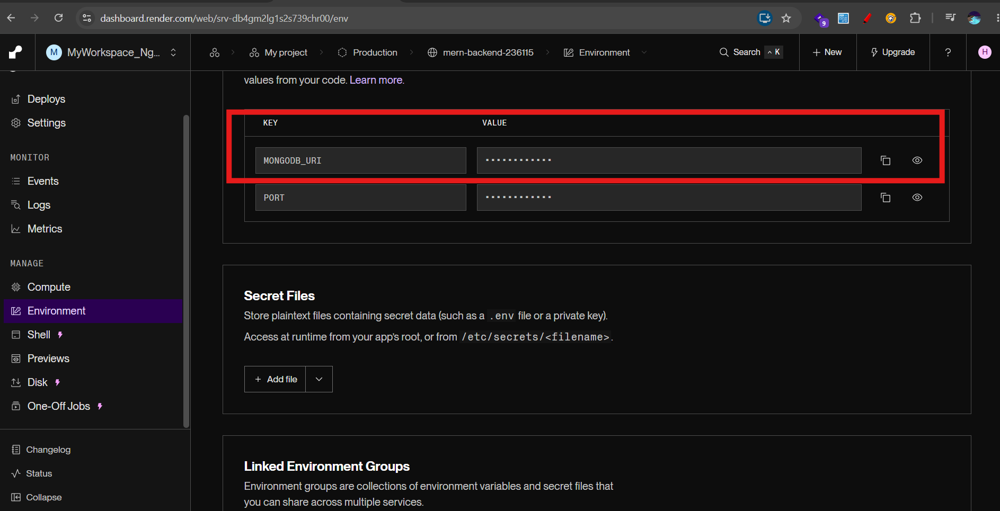 dashboard.render.com/web/srv-db4gm2lg1s2s739chr00/env
9
M MyWorkspace_Ng... My project Production mern-backend-236115 Environment Search ^ K + New Upgrade ? H
values from your code. Learn more.
Deploys
Settings
MONITOR
Events
Logs
Metrics
MANAGE
Compute
Environment
Shell
Previews
Disk
One-Off Jobs
Changelog
Status
Collapse
KEY VALUE
MONGODB_URI ••••••••••••
PORT ••••••••••••
Secret Files
Store plaintext files containing secret data (such as a .env file or a private key).
Access at runtime from your app's root, or from /etc/secrets/<filename>.
+ Add file
Linked Environment Groups
Environment groups are collections of environment variables and secret files that
you can share across multiple services.